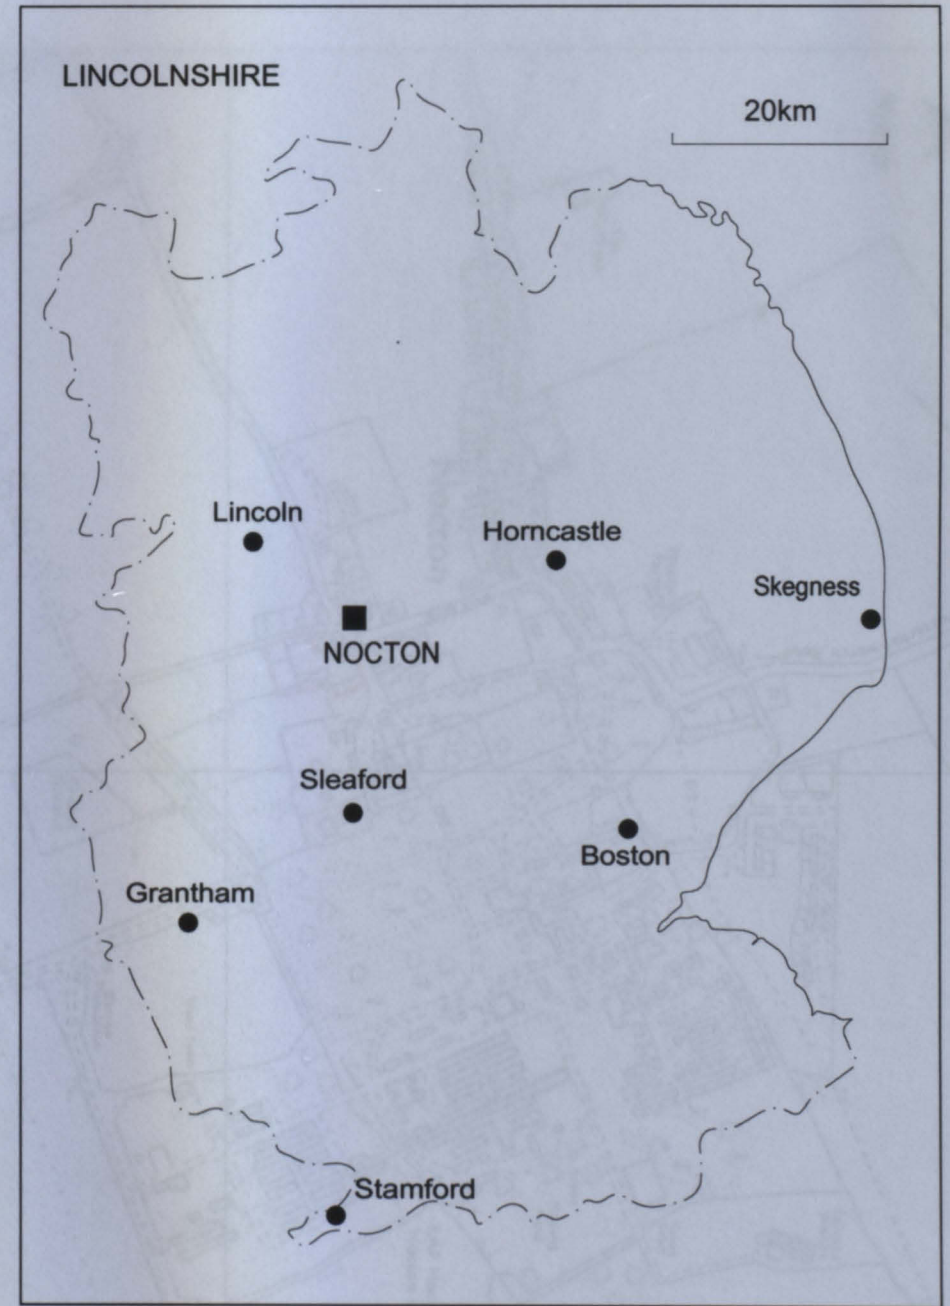 LINCOLNSHIRE
20km
Lincoln
Horncastle
Skegness
NOCTON
Sleaford
Boston
Grantham
Stamford